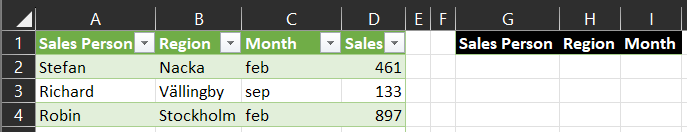 A B C D E F G H I
1 Sales Person Region Month Sales Sales Person Region Month
2 Stefan Nacka feb 461
3 Richard Vällingby sep 133
4 Robin Stockholm feb 897